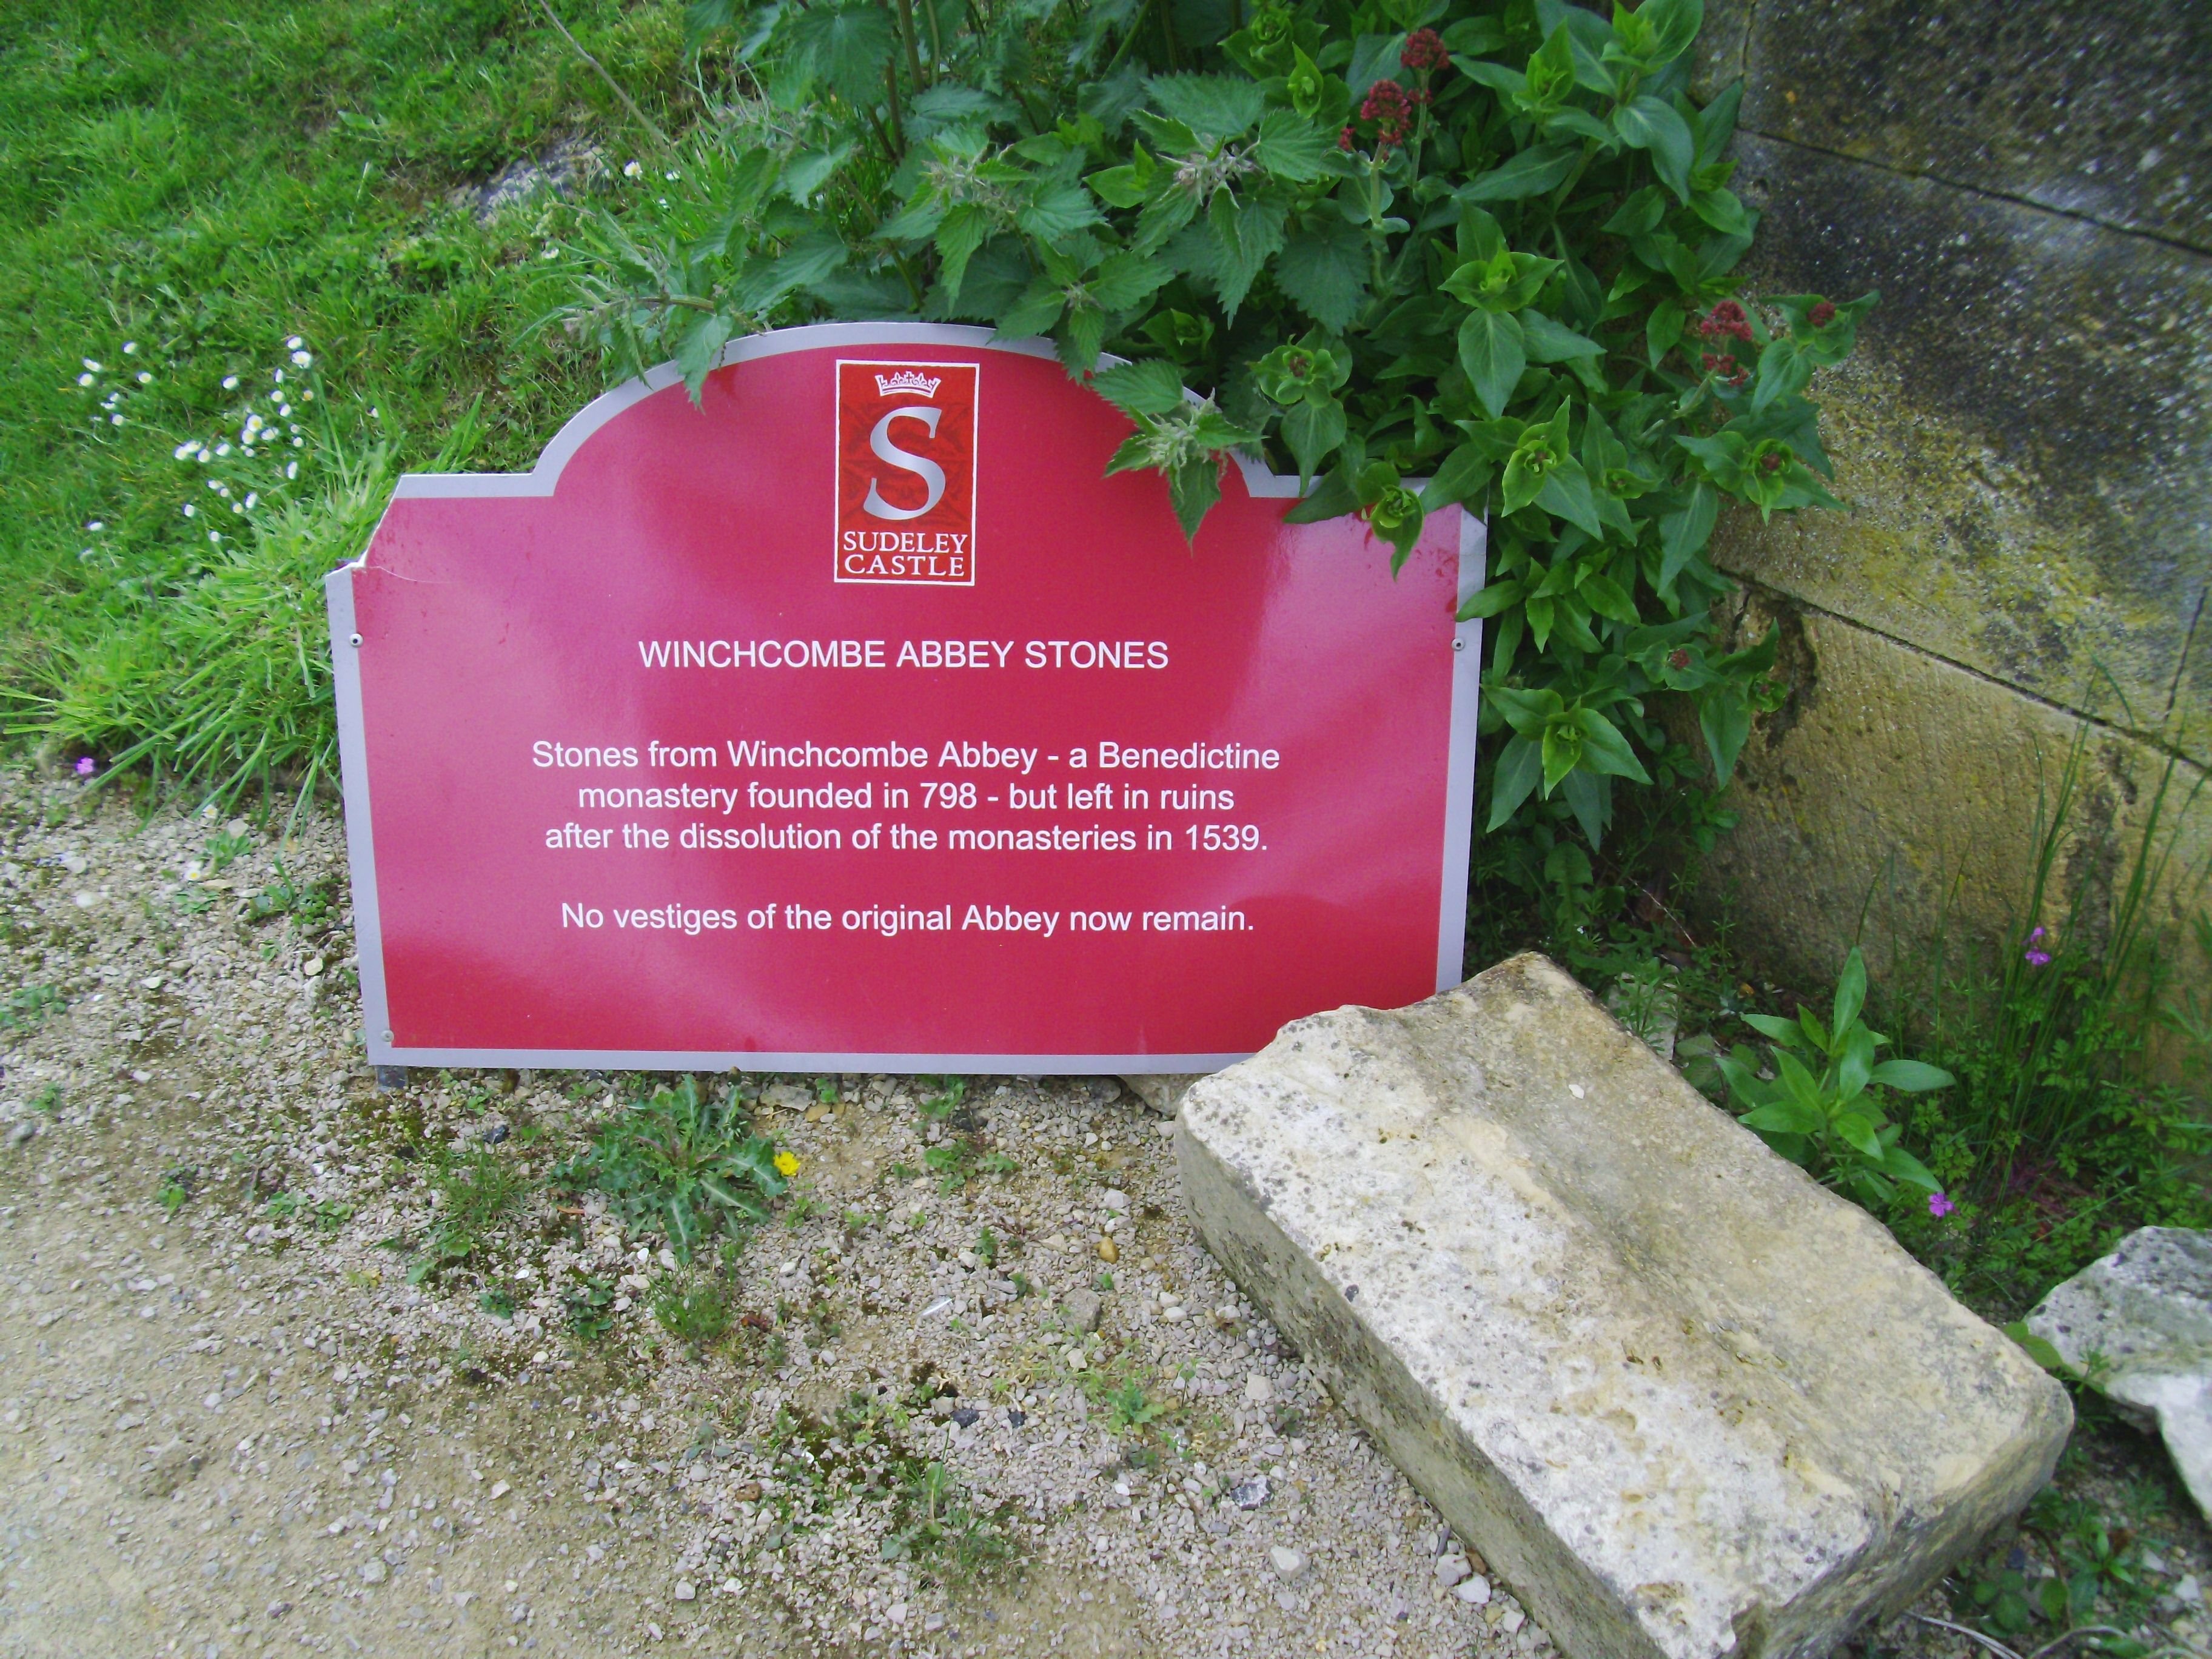 S
SUDELEY
CASTLE
WINCHCOMBE ABBEY STONES
Stones from Winchcombe Abbey - a Benedictine
monastery founded in 798 - but left in ruins
after the dissolution of the monasteries in 1539.
No vestiges of the original Abbey now remain.